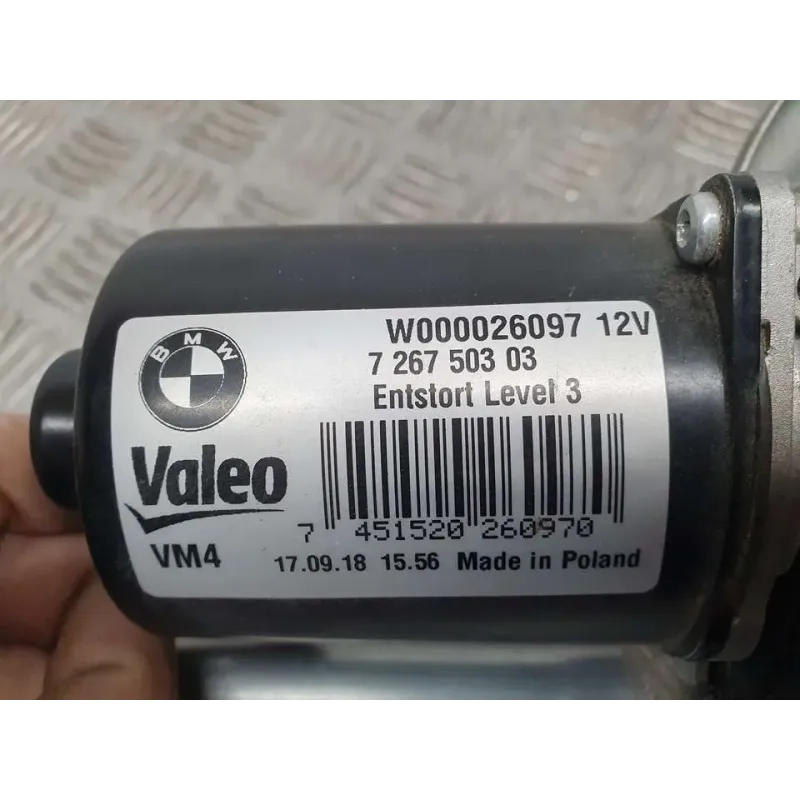 BMW
W000026097 12V
7 267 503 03
Entstort Level 3
Valeo
7 451520 260970
VM4
17.09.18 15.56 Made in Poland